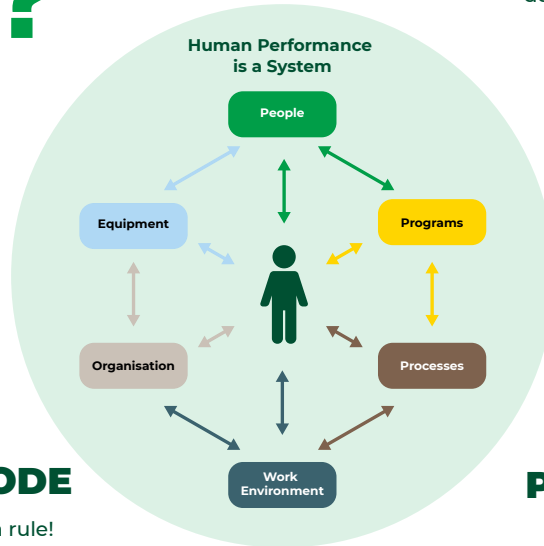 ?
Human Performance
is a System
People
Equipment
Programs
Organisation
Processes
Work
Environment
ODE
rule!
P